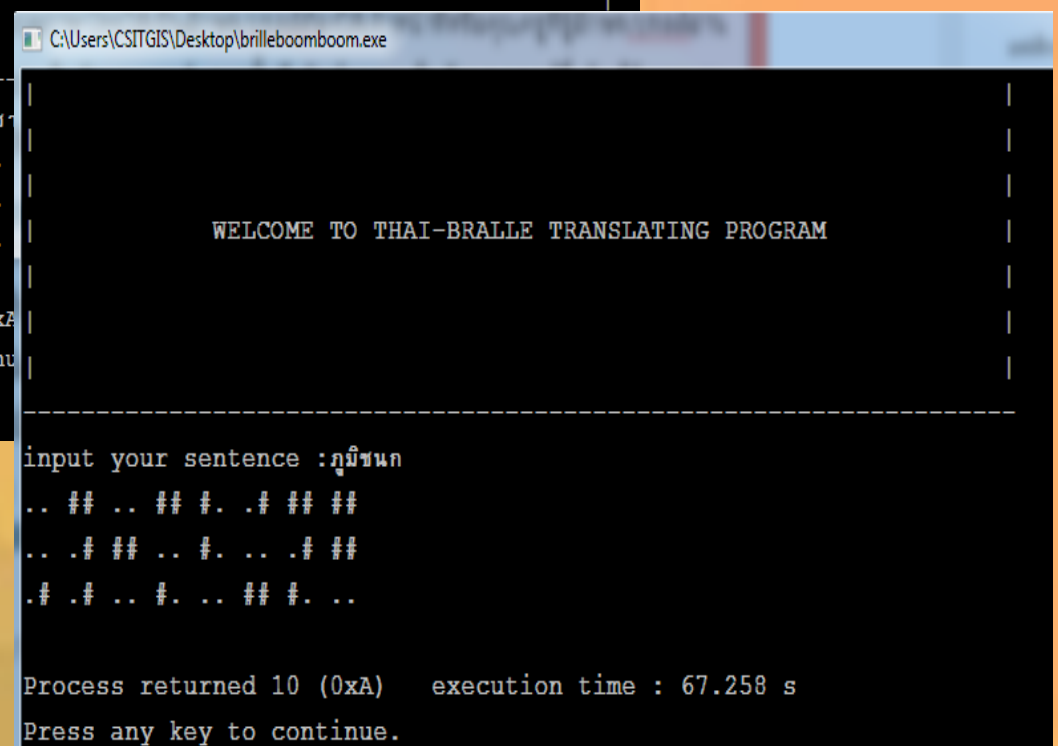 C:\Users\CSITGIS\Desktop\brilleboomboom.exe
WELCOME TO THAI-BRALLE TRANSLATING PROGRAM
input your sentence :ภูมิชนก
.. ## .. ## #. .# ## ##
.. .# ## .. #. .. .# ##
.# .# .. #. .. ## #. ..
Process returned 10 (0xA) execution time : 67.258 s
Press any key to continue.